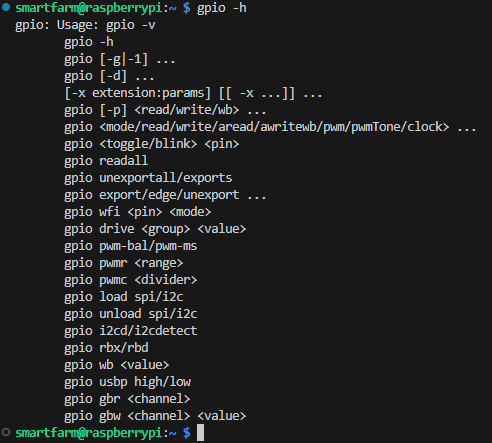 smartfarm@raspberrypi:~ $ gpio -h
gpio: Usage: gpio -v
gpio -h
gpio [-g|-1] ...
gpio [-d] ...
[-x extension:params] [[ -x ...]] ...
gpio [-p] <read/write/wb> ...
gpio <mode/read/write/aread/awritewb/pwm/pwmTone/clock> ...
gpio <toggle/blink> <pin>
gpio readall
gpio unexportall/exports
gpio export/edge/unexport ...
gpio wfi <pin> <mode>
gpio drive <group> <value>
gpio pwm-bal/pwm-ms
gpio pwmr <range>
gpio pwmc <divider>
gpio load spi/i2c
gpio unload spi/i2c
gpio i2cd/i2cdetect
gpio rbx/rbd
gpio wb <value>
gpio usbp high/low
gpio gbr <channel>
gpio gbw <channel> <value>
smartfarm@raspberrypi:~ $